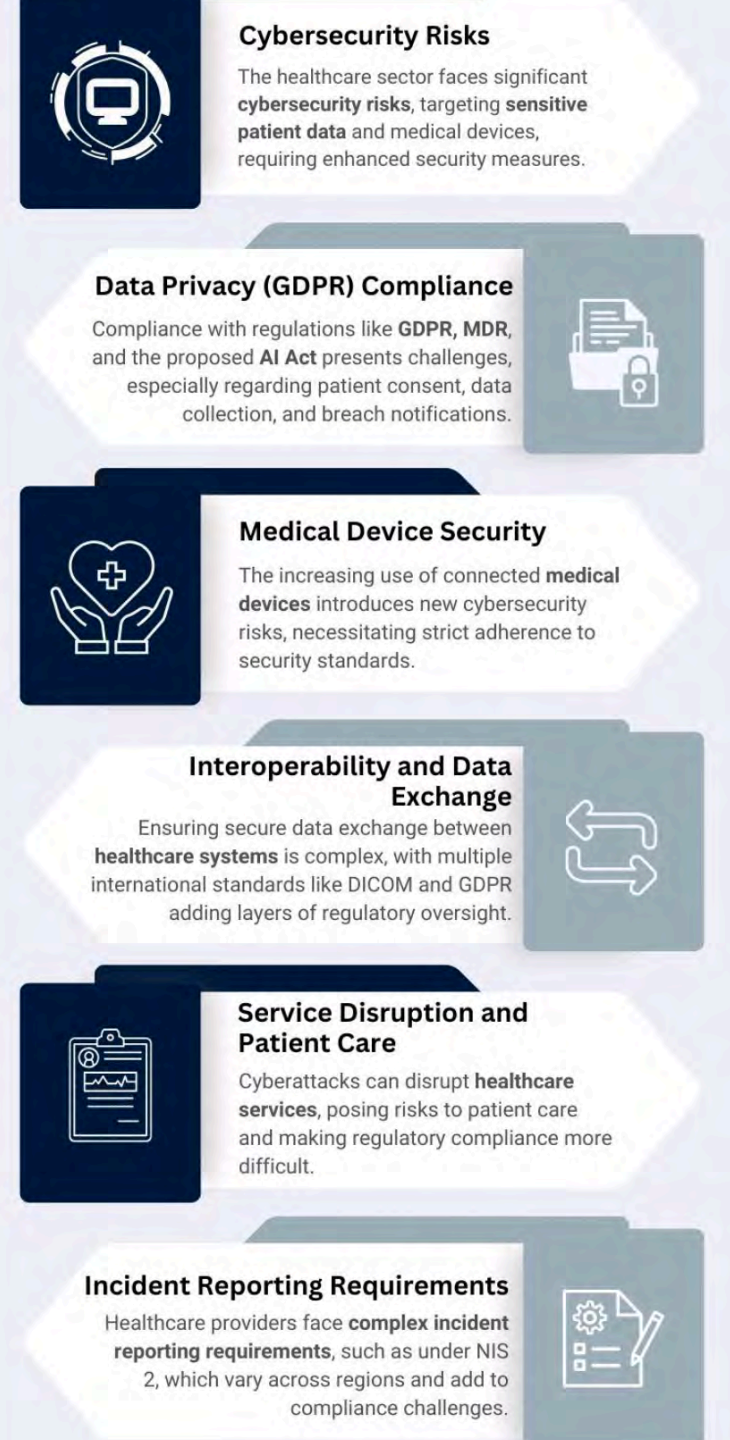 Cybersecurity Risks
The healthcare sector faces significant
cybersecurity risks, targeting sensitive
patient data and medical devices,
requiring enhanced security measures.
Data Privacy (GDPR) Compliance
Compliance with regulations like GDPR, MDR,
and the proposed AI Act presents challenges,
especially regarding patient consent, data
collection, and breach notifications.
Medical Device Security
The increasing use of connected medical
devices introduces new cybersecurity
risks, necessitating strict adherence to
security standards.
Interoperability and Data
Exchange
Ensuring secure data exchange between
healthcare systems is complex, with multiple
international standards like DICOM and GDPR
adding layers of regulatory oversight.
Service Disruption and
Patient Care
Cyberattacks can disrupt healthcare
services, posing risks to patient care
and making regulatory compliance more
difficult.
Incident Reporting Requirements
Healthcare providers face complex incident
reporting requirements, such as under NIS
2, which vary across regions and add to
compliance challenges.